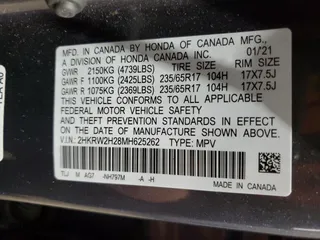 MFD. IN CANADA BY HONDA OF CANADA MFG.,
A DIVISION OF HONDA CANADA INC. 01/21
GVWR 2150KG (4739LBS) TIRE SIZE RIM SIZE
GAWR F 1100KG (2425LBS) 235/65R17 104H 17X7.5J
GAWR R 1075KG (2369LBS) 235/65R17 104H 17X7.5J
THIS VEHICLE CONFORMS TO ALL APPLICABLE
FEDERAL MOTOR VEHICLE SAFETY AND
THEFT PREVENTION STANDARDS IN EFFECT ON
THE DATE OF MANUFACTURE SHOWN ABOVE.
V.I.N.: 2HKRW2H28MH625262 TYPE: MPV
TLJ M AG7 -NH797M -A -H
MADE IN CANADA